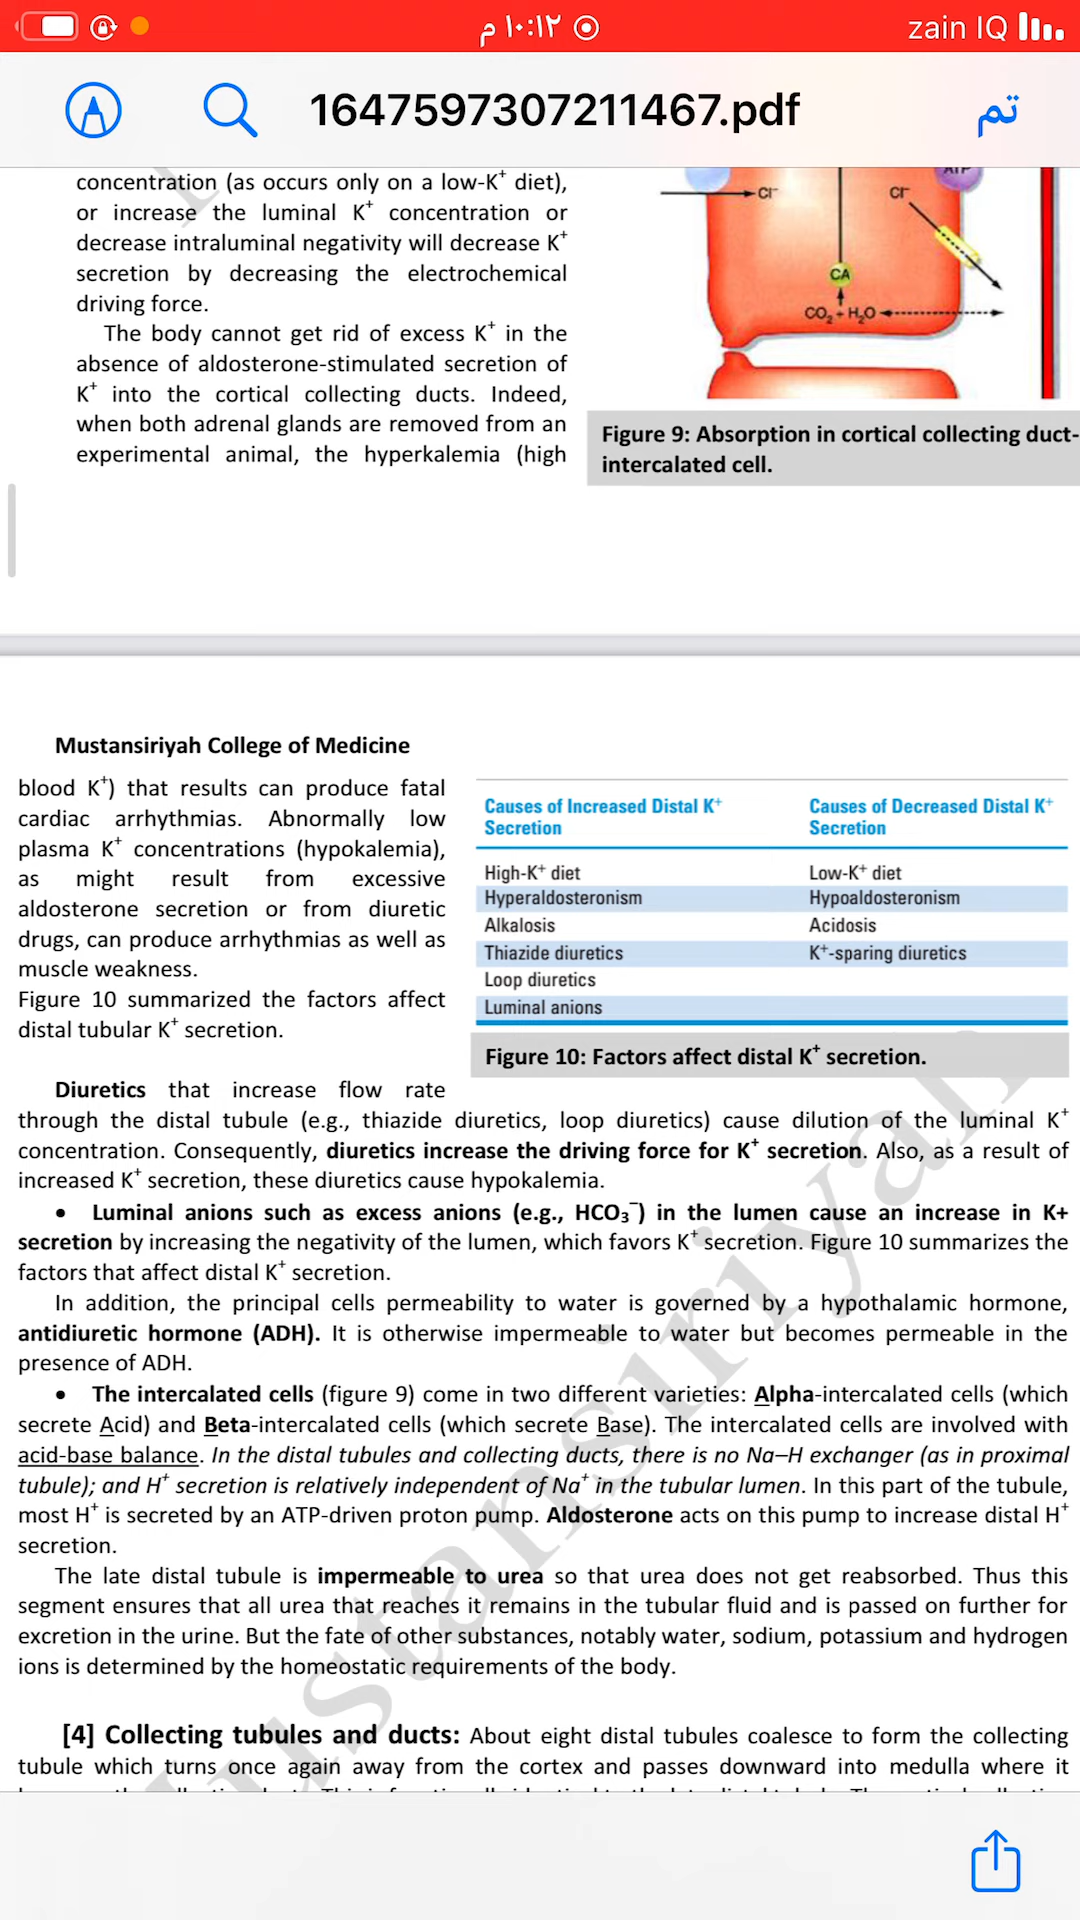 ١٠:١٢ م
zain IQ
1647597307211467.pdf
تم
concentration (as occurs only on a low-K⁺ diet),
or increase the luminal K⁺ concentration or
decrease intraluminal negativity will decrease K⁺
secretion by decreasing the electrochemical
driving force.
The body cannot get rid of excess K⁺ in the
absence of aldosterone-stimulated secretion of
K⁺ into the cortical collecting ducts. Indeed,
when both adrenal glands are removed from an
experimental animal, the hyperkalemia (high
ATP
Cl⁻
Cl⁻
CA
CO₂ + H₂O
Figure 9: Absorption in cortical collecting duct-
intercalated cell.
Mustansiriyah College of Medicine
blood K⁺) that results can produce fatal
cardiac arrhythmias. Abnormally low
plasma K⁺ concentrations (hypokalemia),
as might result from excessive
aldosterone secretion or from diuretic
drugs, can produce arrhythmias as well as
muscle weakness.
Figure 10 summarized the factors affect
distal tubular K⁺ secretion.
Causes of Increased Distal K⁺ Secretion
Causes of Decreased Distal K⁺ Secretion
High-K⁺ diet
Low-K⁺ diet
Hyperaldosteronism
Hypoaldosteronism
Alkalosis
Acidosis
Thiazide diuretics
K⁺-sparing diuretics
Loop diuretics
Luminal anions
Figure 10: Factors affect distal K⁺ secretion.
Diuretics that increase flow rate
through the distal tubule (e.g., thiazide diuretics, loop diuretics) cause dilution of the luminal K⁺
concentration. Consequently, diuretics increase the driving force for K⁺ secretion. Also, as a result of
increased K⁺ secretion, these diuretics cause hypokalemia.
• Luminal anions such as excess anions (e.g., HCO₃⁻) in the lumen cause an increase in K+
secretion by increasing the negativity of the lumen, which favors K⁺ secretion. Figure 10 summarizes the
factors that affect distal K⁺ secretion.
In addition, the principal cells permeability to water is governed by a hypothalamic hormone,
antidiuretic hormone (ADH). It is otherwise impermeable to water but becomes permeable in the
presence of ADH.
• The intercalated cells (figure 9) come in two different varieties: Alpha-intercalated cells (which
secrete Acid) and Beta-intercalated cells (which secrete Base). The intercalated cells are involved with
acid-base balance. In the distal tubules and collecting ducts, there is no Na–H exchanger (as in proximal
tubule); and H⁺ secretion is relatively independent of Na⁺ in the tubular lumen. In this part of the tubule,
most H⁺ is secreted by an ATP-driven proton pump. Aldosterone acts on this pump to increase distal H⁺
secretion.
The late distal tubule is impermeable to urea so that urea does not get reabsorbed. Thus this
segment ensures that all urea that reaches it remains in the tubular fluid and is passed on further for
excretion in the urine. But the fate of other substances, notably water, sodium, potassium and hydrogen
ions is determined by the homeostatic requirements of the body.
[4] Collecting tubules and ducts: About eight distal tubules coalesce to form the collecting
tubule which turns once again away from the cortex and passes downward into medulla where it